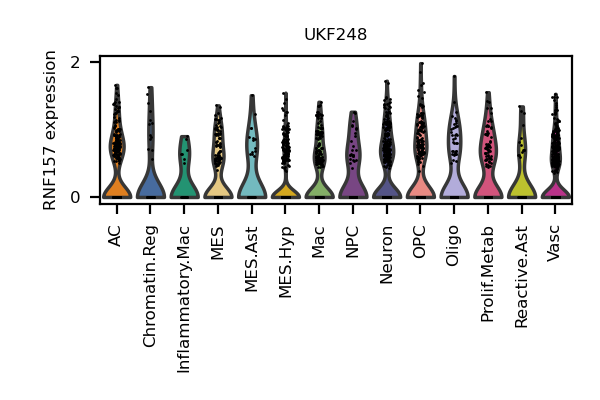 UKF248
RNF157 expression
2
0
AC
Chromatin.Reg
Inflammatory.Mac
MES
MES.Ast
MES.Hyp
Mac
NPC
Neuron
OPC
Oligo
Prolif.Metab
Reactive.Ast
Vasc